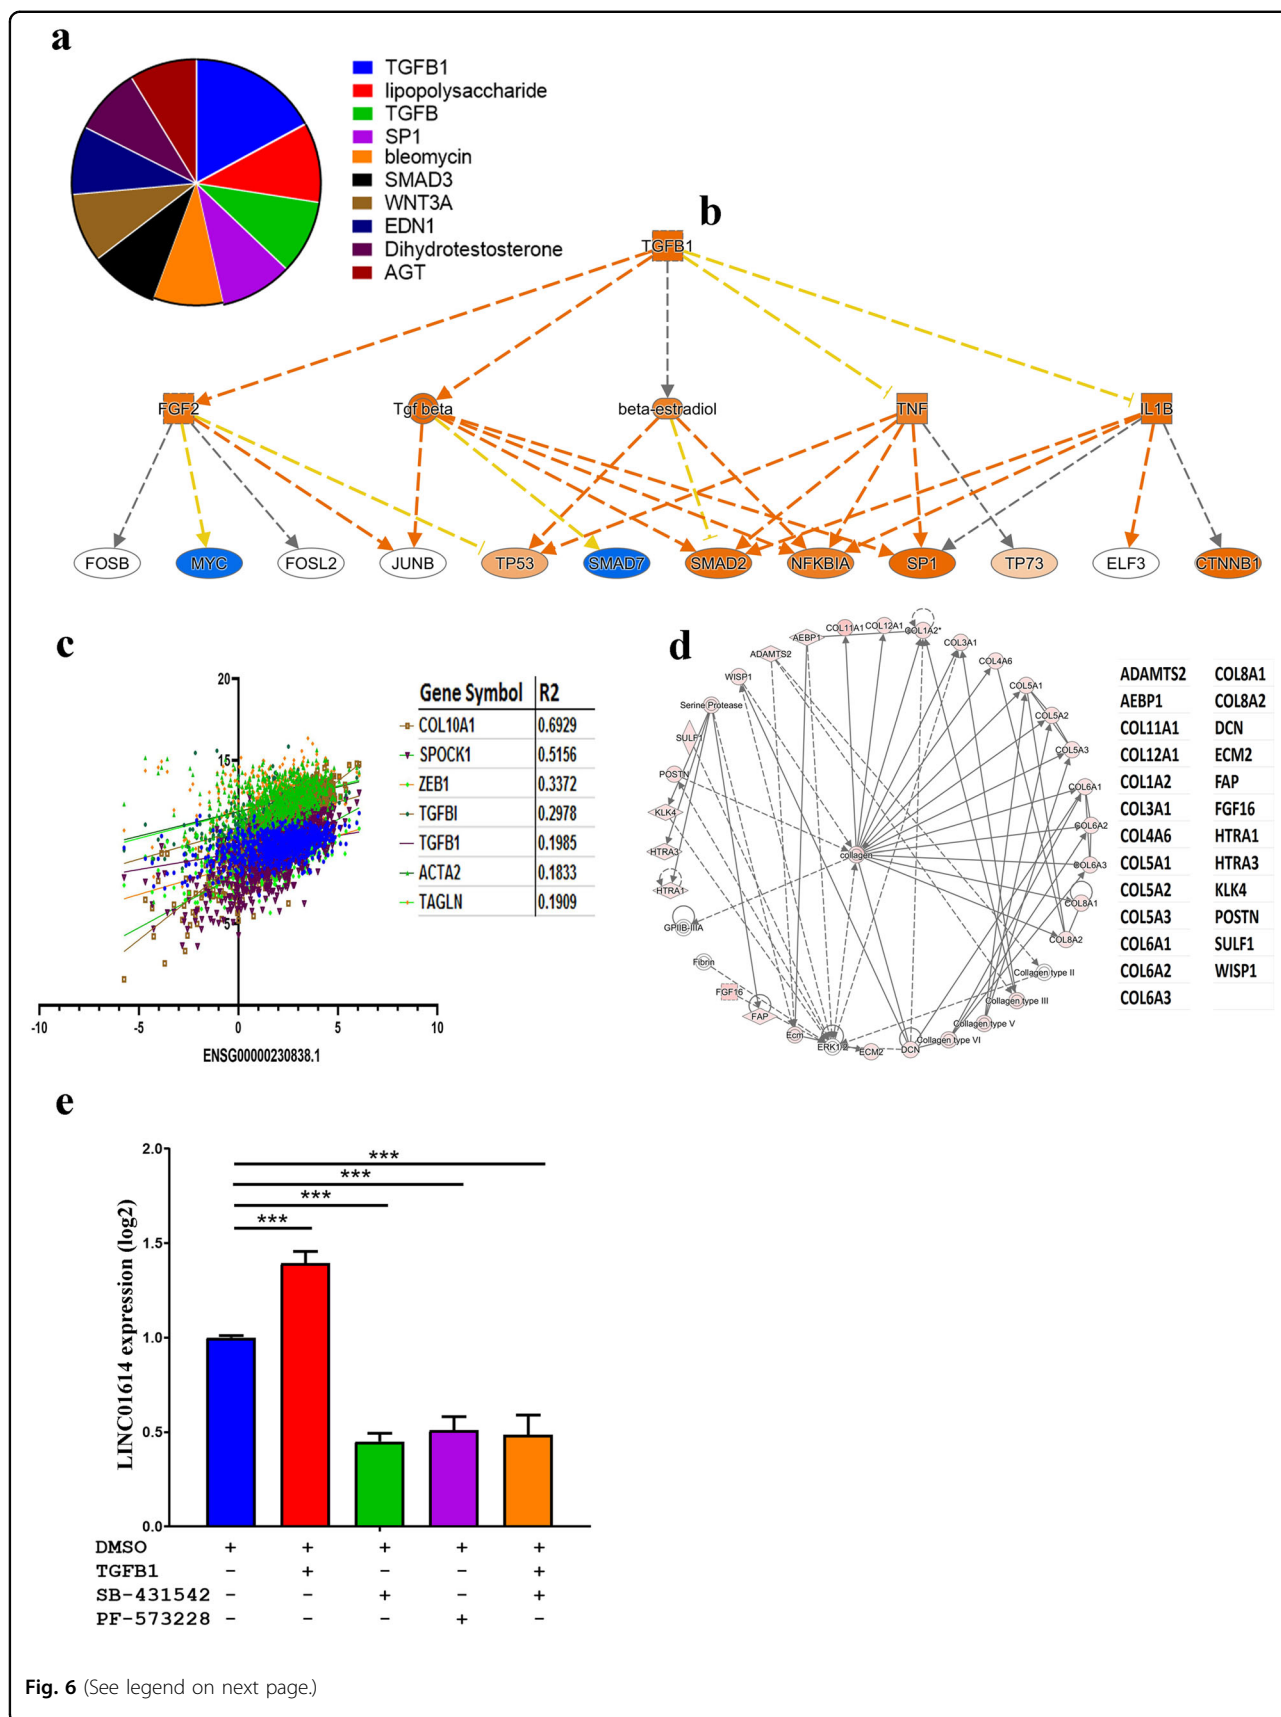 a
TGFB1
lipopolysaccharide
TGFB
SP1
bleomycin
SMAD3
WNT3A
EDN1
Dihydrotestosterone
AGT
b
TGFB1
FGF2 Tgf beta beta-estradiol TNF IL1B
FOSB MYC FOSL2 JUNB TP53 SMAD7 SMAD2 NFKBIA SP1 TP73 ELF3 CTNNB1
c
20
15
5
-10 -5 0 5 10
ENSG00000230838.1
Gene Symbol R2
COL10A1 0.6929
SPOCK1 0.5156
ZEB1 0.3372
TGFBI 0.2978
TGFB1 0.1985
ACTA2 0.1833
TAGLN 0.1909
d
AEBP1
COL11A1
COL12A1
COL1A2*
COL3A1
COL4A6
COL5A1
COL5A2
COL5A3
COL6A1
COL6A2
COL6A3
COL8A1
COL8A2
Collagen type II
Collagen type III
Collagen type V
Collagen type VI
DCN
ECM2
ERK1/2
Ecm
FAP
FGF16
Fibrin
GPIIB-IIIA
HTRA1
HTRA3
KLK4
POSTN
SULF1
Serine Protease
WISP1
ADAMTS2
collagen
ADAMTS2 COL8A1
AEBP1 COL8A2
COL11A1 DCN
COL12A1 ECM2
COL1A2 FAP
COL3A1 FGF16
COL4A6 HTRA1
COL5A1 HTRA3
COL5A2 KLK4
COL5A3 POSTN
COL6A1 SULF1
COL6A2 WISP1
COL6A3
e
LINC01614 expression (log2)
2.0
1.5
1.0
0.5
0.0
***
***
***
***
DMSO + + + + +
TGFB1 - + - - +
SB-431542 - - + - +
PF-573228 - - - + -
Fig. 6 (See legend on next page.)